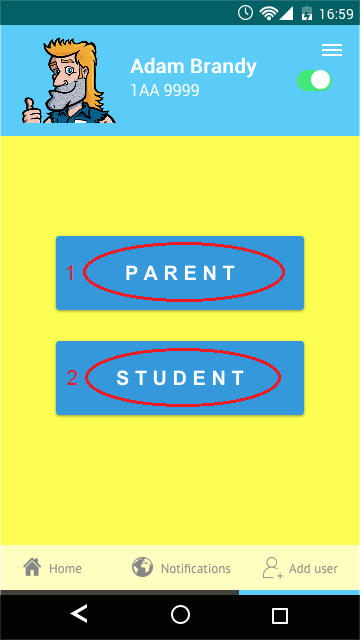 16:59
Adam Brandy
1AA 9999
1 PARENT
2 STUDENT
Home Notifications Add user